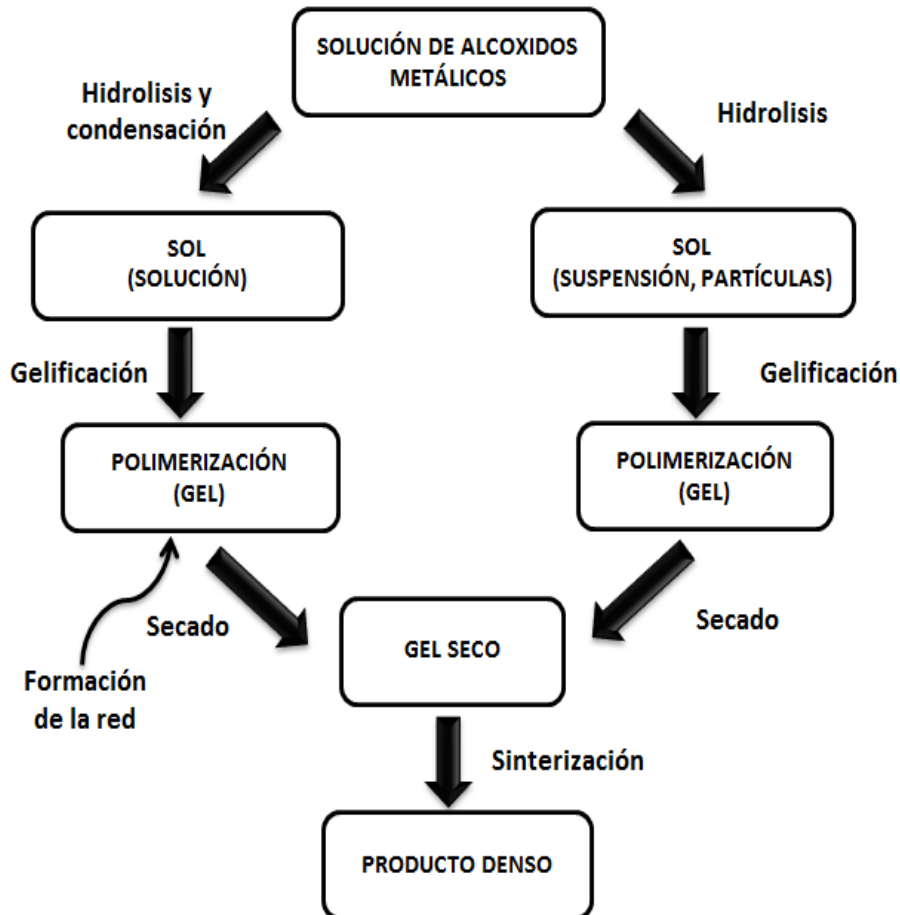 SOLUCIÓN DE ALCOXIDOS
METÁLICOS
Hidrolisis y
condensación
Hidrolisis
SOL
(SOLUCIÓN)
SOL
(SUSPENSIÓN, PARTÍCULAS)
Gelificación
Gelificación
POLIMERIZACIÓN
(GEL)
POLIMERIZACIÓN
(GEL)
Secado
Secado
Formación
de la red
GEL SECO
Sinterización
PRODUCTO DENSO